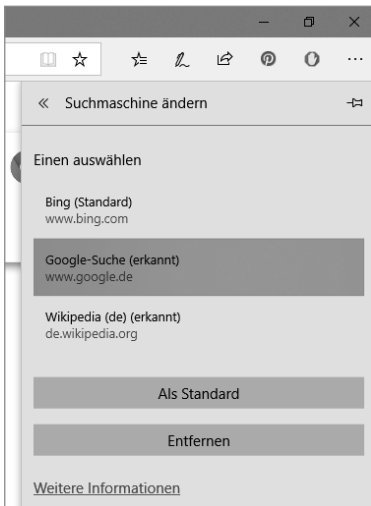 Suchmaschine ändern
Einen auswählen
Bing (Standard)
www.bing.com
Google-Suche (erkannt)
www.google.de
Wikipedia (de) (erkannt)
de.wikipedia.org
Als Standard
Entfernen
Weitere Informationen